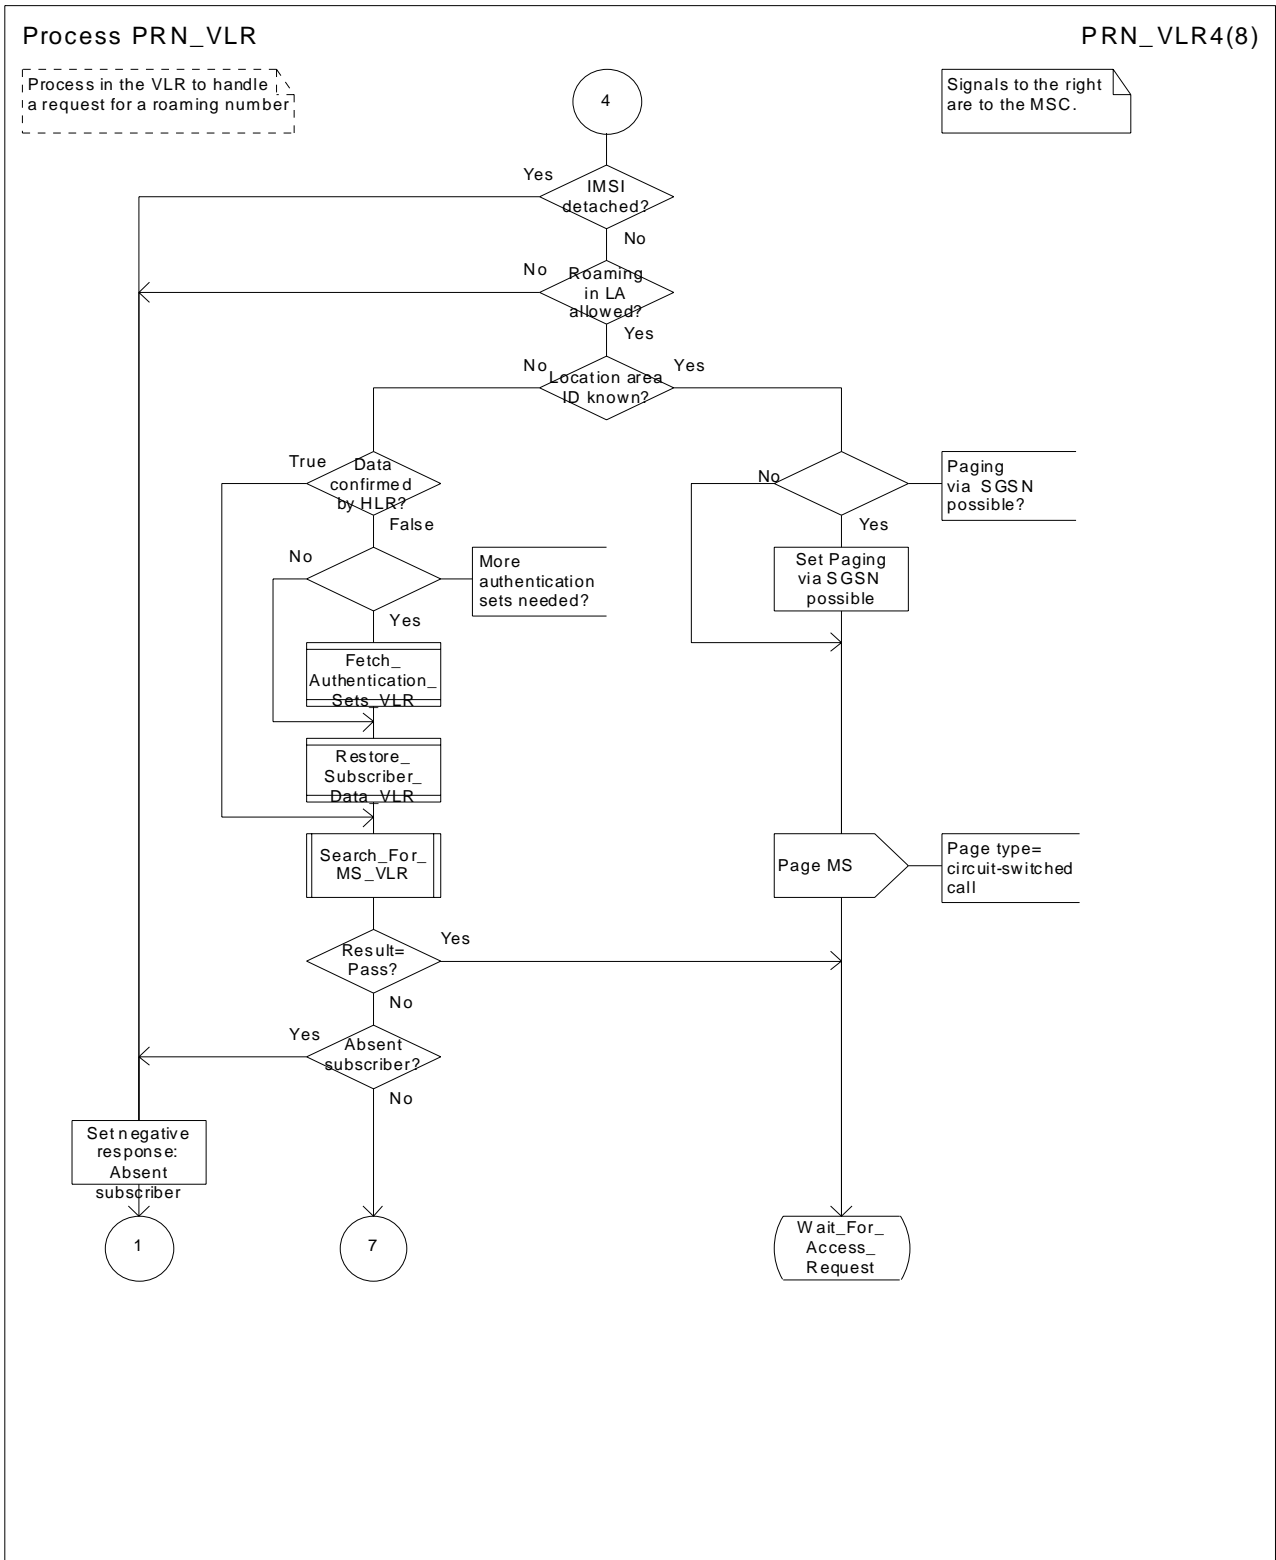 Process PRN_VLR
PRN_VLR4(8)
Process in the VLR to handle
a request for a roaming number
4
Signals to the right
are to the MSC.
Yes
IMSI
detached?
No
No
Roaming
in LA
allowed?
Yes
No
Location area
ID known?
Yes
True
Data
confirmed
by HLR?
False
No
Paging
via SGSN
possible?
Yes
No
More
authentication
sets needed?
Yes
Set Paging
via SGSN
possible
Fetch_
Authentication_
Sets_VLR
Restore_
Subscriber_
Data_VLR
Search_For_
MS_VLR
Page MS
Page type=
circuit-switched
call
Result=
Pass?
Yes
No
Yes
Absent
subscriber?
No
Set negative
response:
Absent
subscriber
1
7
Wait_For_
Access_
Request